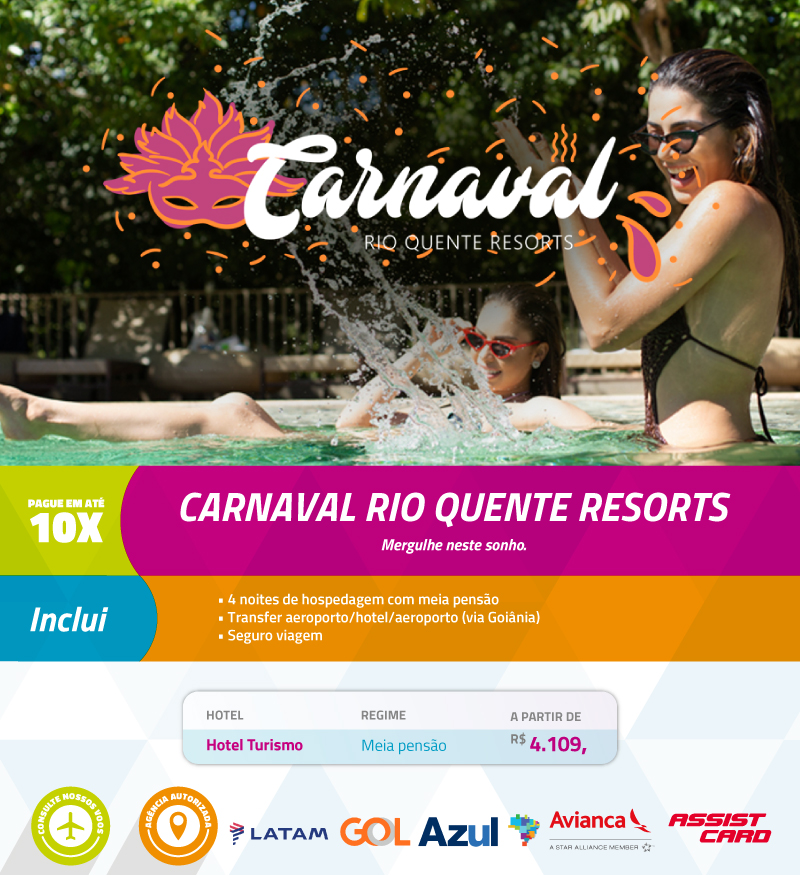 Carnaval
RIO QUENTE RESORTS
PAGUE EM ATÉ
10X
CARNAVAL RIO QUENTE RESORTS
Mergulhe neste sonho.
Inclui
• 4 noites de hospedagem com meia pensão
• Transfer aeroporto/hotel/aeroporto (via Goiânia)
• Seguro viagem
HOTEL REGIME A PARTIR DE
Hotel Turismo Meia pensão R$ 4.109,
CONSULTE NOSSOS VOOS
AGÊNCIA AUTORIZADA
LATAM
GOL
Azul
Avianca
A STAR ALLIANCE MEMBER
ASSIST
CARD